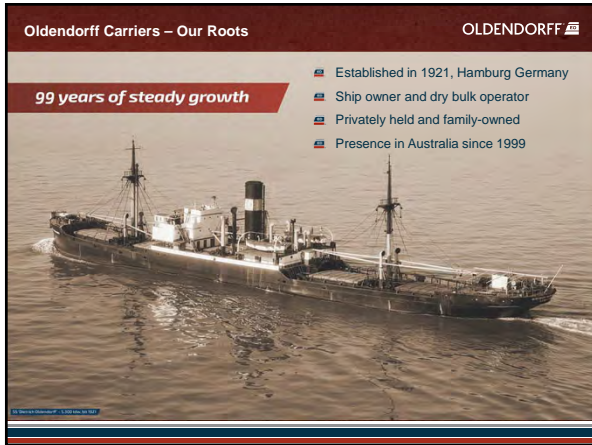 Oldendorff Carriers – Our Roots
OLDENDORFF
99 years of steady growth
Established in 1921, Hamburg Germany
Ship owner and dry bulk operator
Privately held and family-owned
Presence in Australia since 1999